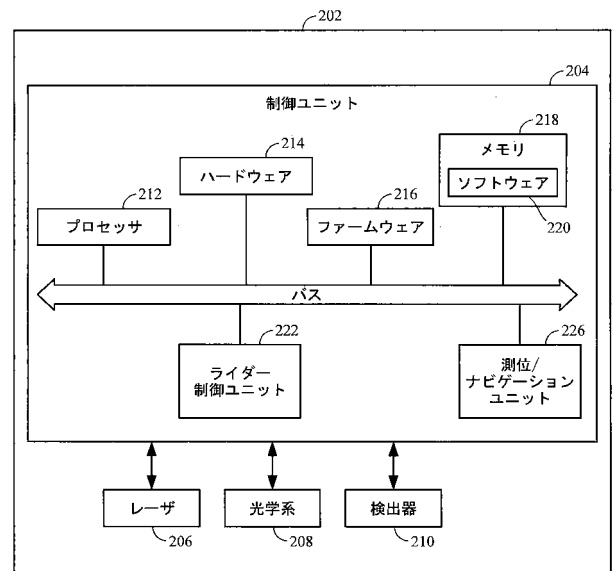 202
204
制御ユニット
214
ハードウェア
218
メモリ
ソフトウェア
220
212
プロセッサ
216
ファームウェア
バス
222
ライダー
制御ユニット
226
測位/
ナビゲーション
ユニット
レーザ
206
光学系
208
検出器
210